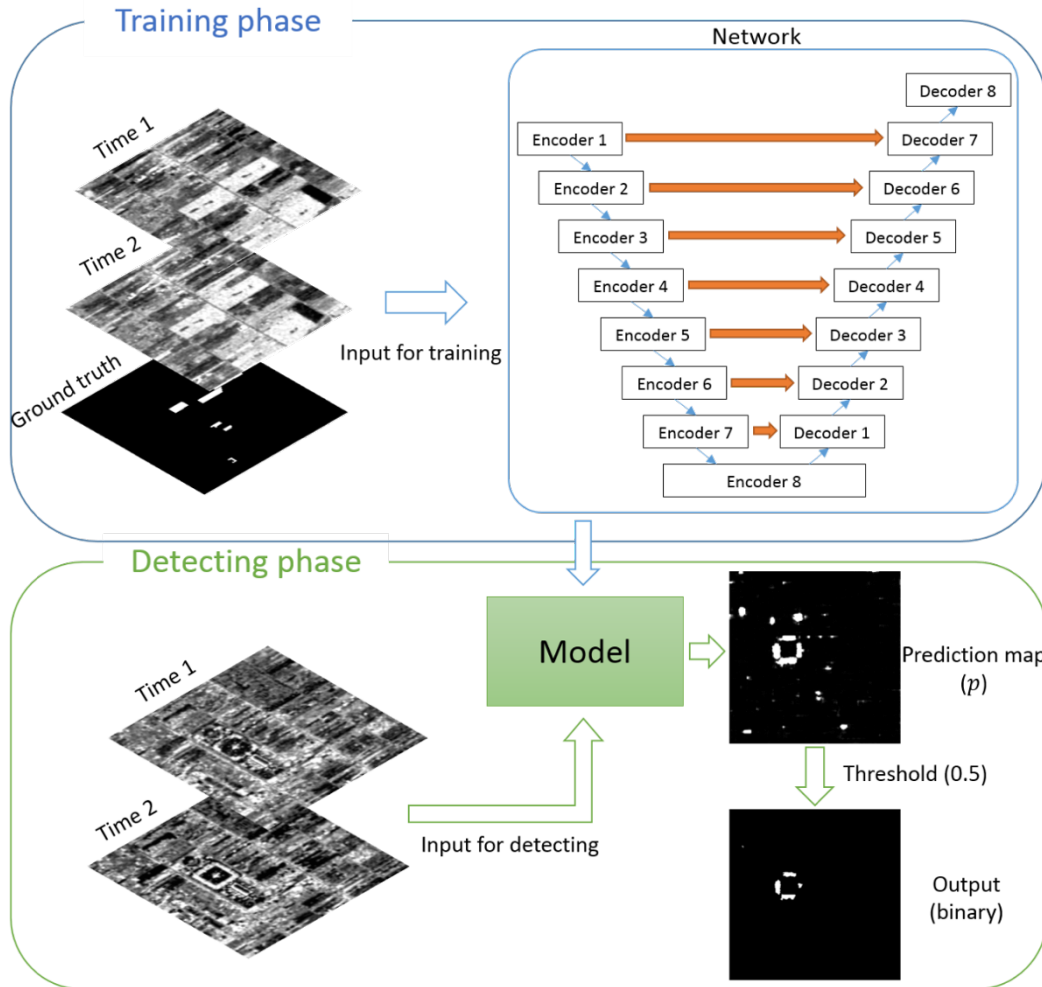 Training phase
Network
Time 1
Time 2
Ground truth
Input for training
Encoder 1
Encoder 2
Encoder 3
Encoder 4
Encoder 5
Encoder 6
Encoder 7
Encoder 8
Decoder 8
Decoder 7
Decoder 6
Decoder 5
Decoder 4
Decoder 3
Decoder 2
Decoder 1
Detecting phase
Time 1
Time 2
Input for detecting
Model
Prediction map
(p)
Threshold (0.5)
Output
(binary)